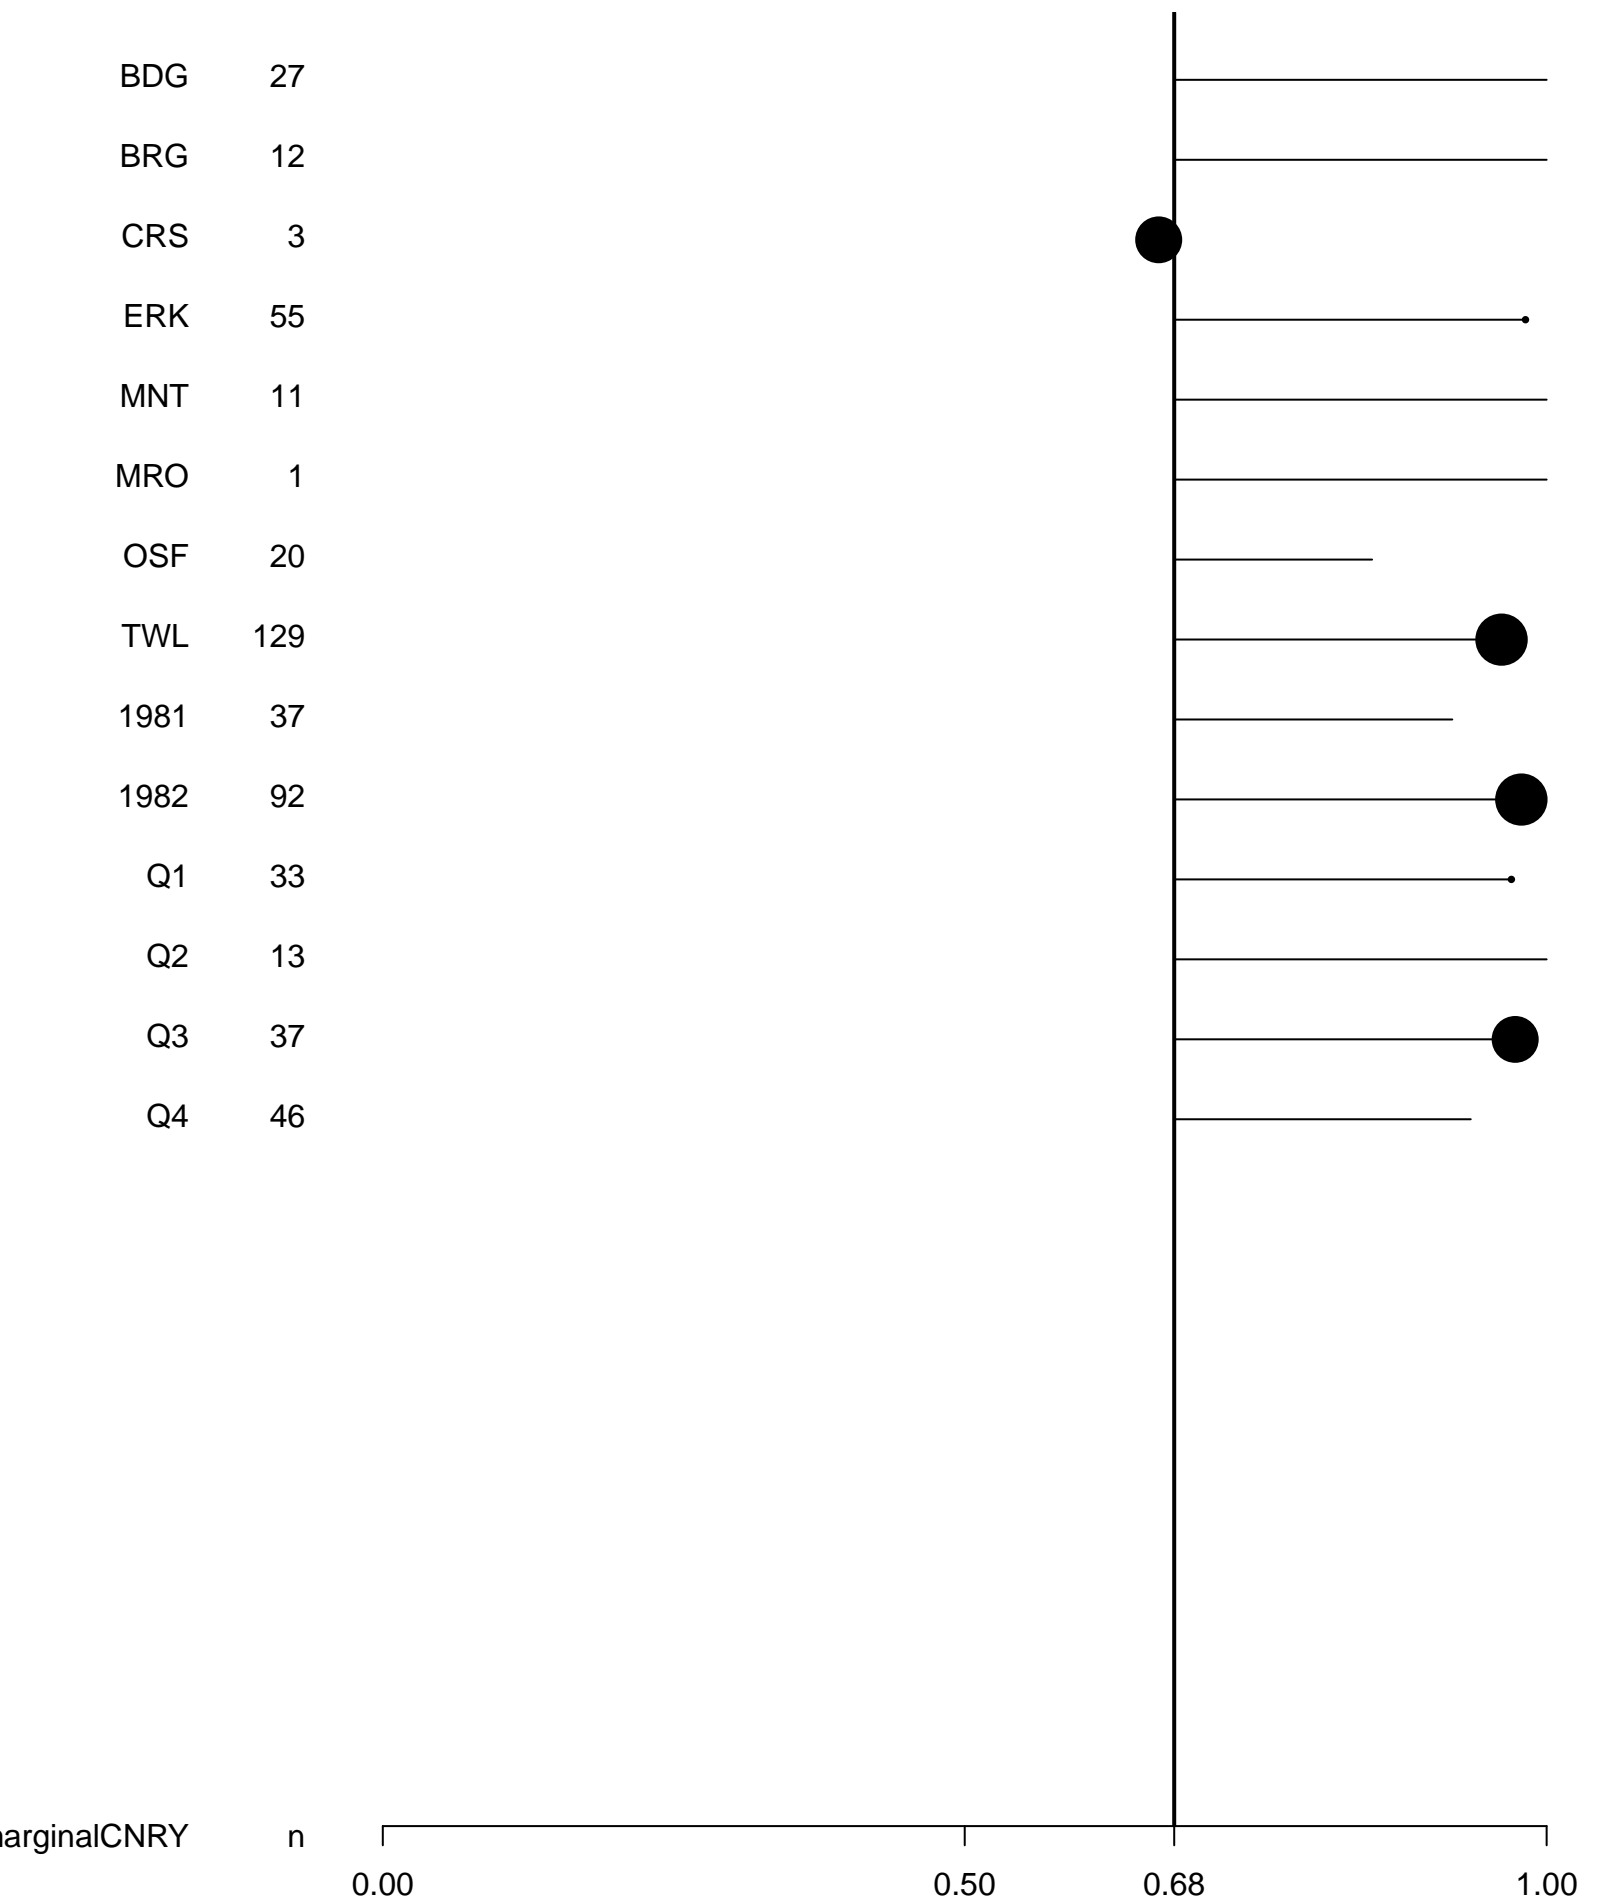 BDG 27
BRG 12
CRS 3
ERK 55
MNT 11
MRO 1
OSF 20
TWL 129
1981 37
1982 92
Q1 33
Q2 13
Q3 37
Q4 46
arginalCNRY n
0.00 0.50 0.68 1.00